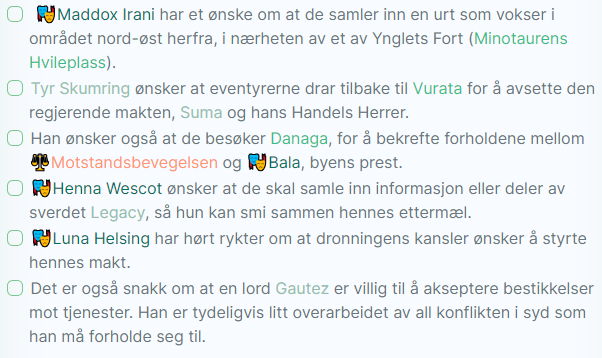 Maddox Irani har et ønske om at de samler inn en urt som vokser i
området nord-øst herfra, i nærheten av et av Ynglets Fort (Minotaurens
Hvileplass).
Tyr Skumring ønsker at eventyrerne drar tilbake til Vurata for å avsette den
regjerende makten, Suma og hans Handels Herrer.
Han ønsker også at de besøker Danaga, for å bekrefte forholdene mellom
Motstandsbevegelsen og Bala, byens prest.
Henna Wescot ønsker at de skal samle inn informasjon eller deler av
sverdet Legacy, så hun kan smi sammen hennes ettermæl.
Luna Helsing har hørt rykter om at dronningens kansler ønsker å styrte
hennes makt.
Det er også snakk om at en lord Gautez er villig til å akseptere bestikkelser
mot tjenester. Han er tydeligvis litt overarbeidet av all konflikten i syd som
han må forholde seg til.